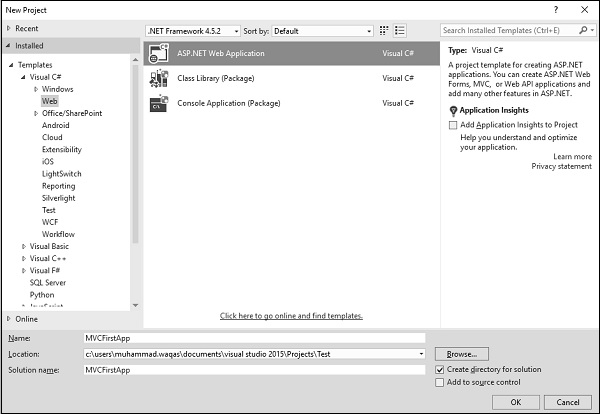 New Project
? X
Recent
.NET Framework 4.5.2
Sort by: Default
Search Installed Templates (Ctrl+E)
Installed
Templates
Visual C#
Windows
Web
Office/SharePoint
Android
Cloud
Extensibility
iOS
LightSwitch
Reporting
Silverlight
Test
WCF
Workflow
Visual Basic
Visual C++
Visual F#
SQL Server
Python
JavaScript
Online
ASP.NET Web Application Visual C#
Class Library (Package) Visual C#
Console Application (Package) Visual C#
Click here to go online and find templates.
Type: Visual C#
A project template for creating ASP.NET
applications. You can create ASP.NET Web
Forms, MVC, or Web API applications and
add many other features in ASP.NET.
Application Insights
Add Application Insights to Project
Help you understand and optimize
your application.
Learn more
Privacy statement
Name: MVCFirstApp
Location: c:\users\muhammad.waqas\documents\visual studio 2015\Projects\Test
Browse...
Solution name: MVCFirstApp
Create directory for solution
Add to source control
OK Cancel